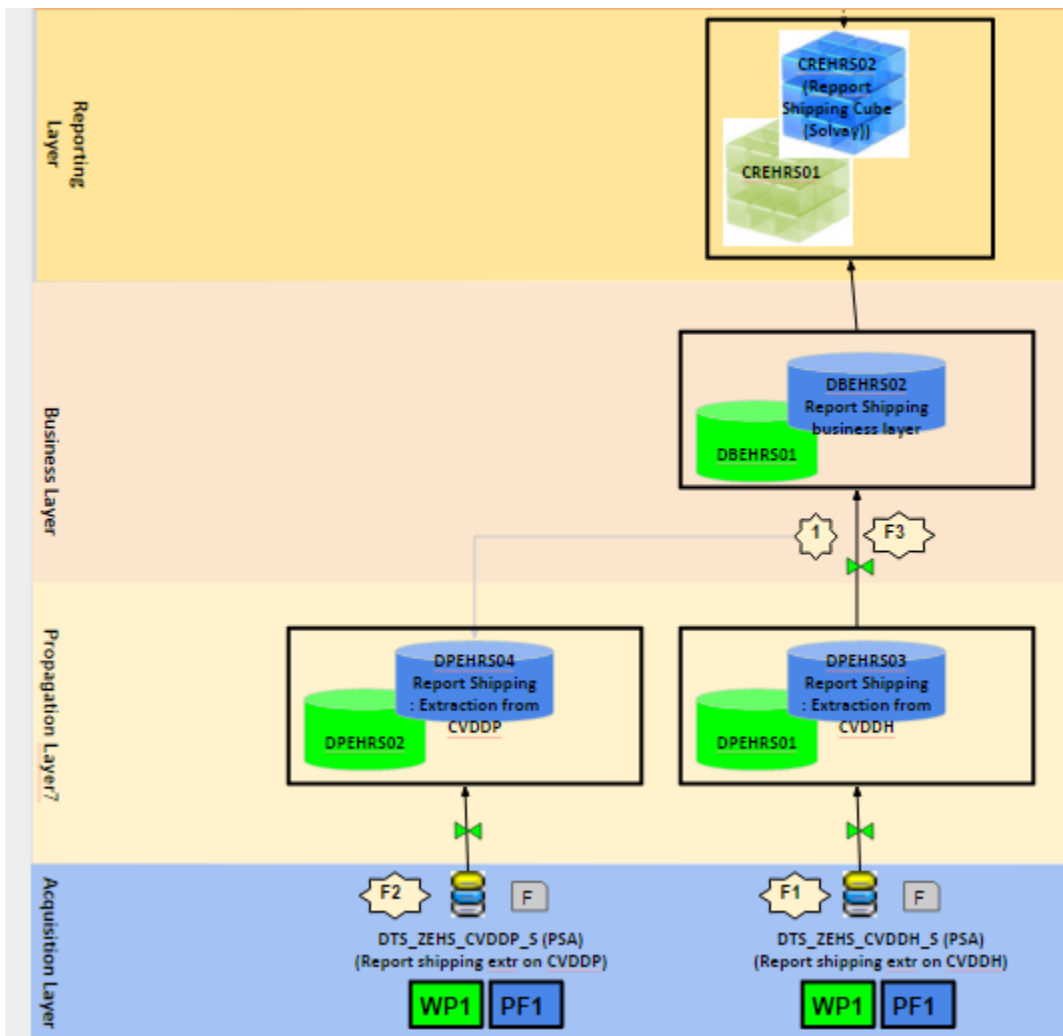 Reporting
Layer
CREHRS02
(Repport
Shipping Cube
(Solvay))
CREHRS01
Business Layer
DBEHRS02
Report Shipping
business layer
DBEHRS01
1
F3
Propagation Layer7
DPEHRS04
Report Shipping
: Extraction from
CVDDP
DPEHRS02
DPEHRS03
Report Shipping
: Extraction from
CVDDH
DPEHRS01
Acquisition Layer
F2
F
DTS_ZEHS_CVDDP_S (PSA)
(Report shipping extr on CVDDP)
WP1
PF1
F1
F
DTS_ZEHS_CVDDH_S (PSA)
(Report shipping extr on CVDDH)
WP1
PF1